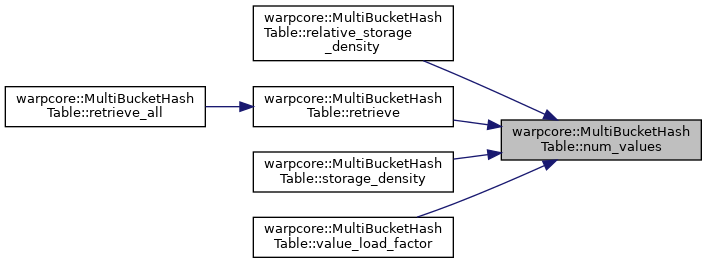 warpcore::MultiBucketHash
Table::relative_storage
_density
warpcore::MultiBucketHash
Table::retrieve_all
warpcore::MultiBucketHash
Table::retrieve
warpcore::MultiBucketHash
Table::num_values
warpcore::MultiBucketHash
Table::storage_density
warpcore::MultiBucketHash
Table::value_load_factor